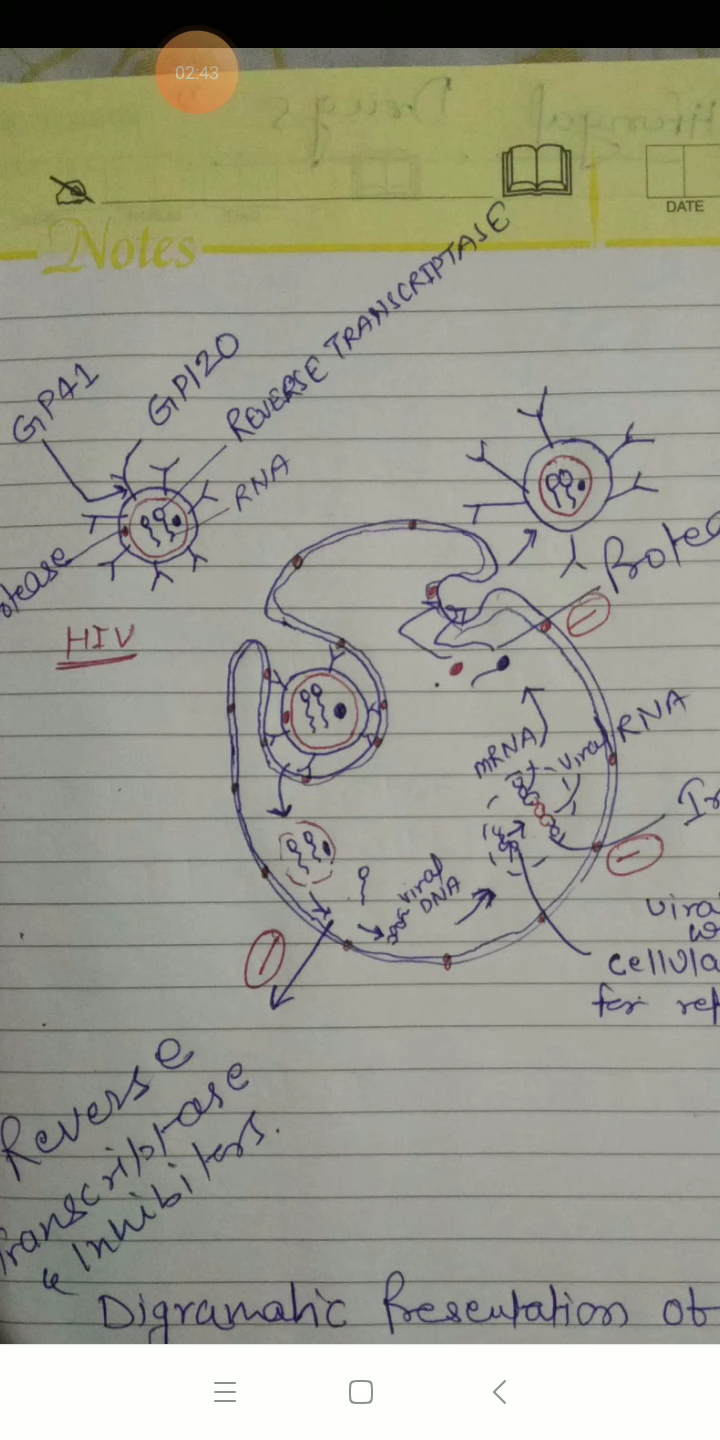 02:43
DATE
Notes
GP41
GP120
REVERSE TRANSCRIPTASE
RNA
HIV
mRNA
viral RNA
viral
DNA
cellula
for rep
Reverse
Transcriptase
Inhibitors.
Digramatic Presentation of